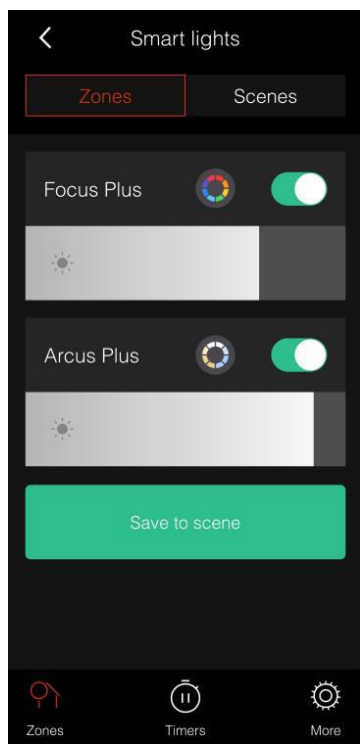 Smart lights
Zones Scenes
Focus Plus
Arcus Plus
Save to scene
Zones Timers More